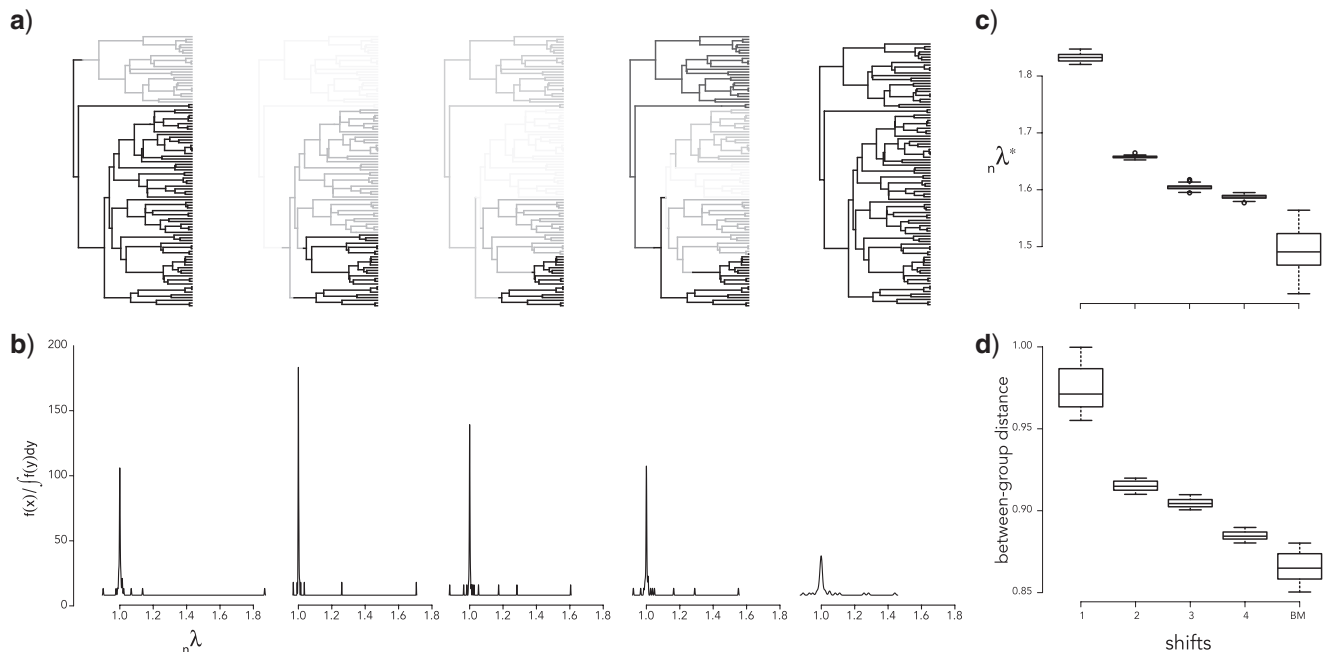 a)
c)
1.8
1.7
1.6
1.5
nλ*
b)
200
150
100
50
0
f(x)/∫f(y)dy
1.0 1.2 1.4 1.6 1.8
1.0 1.2 1.4 1.6 1.8
1.0 1.2 1.4 1.6 1.8
1.0 1.2 1.4 1.6 1.8
1.0 1.2 1.4 1.6 1.8
nλ
d)
1.00
0.95
0.90
0.85
between-group distance
1 2 3 4 BM
shifts